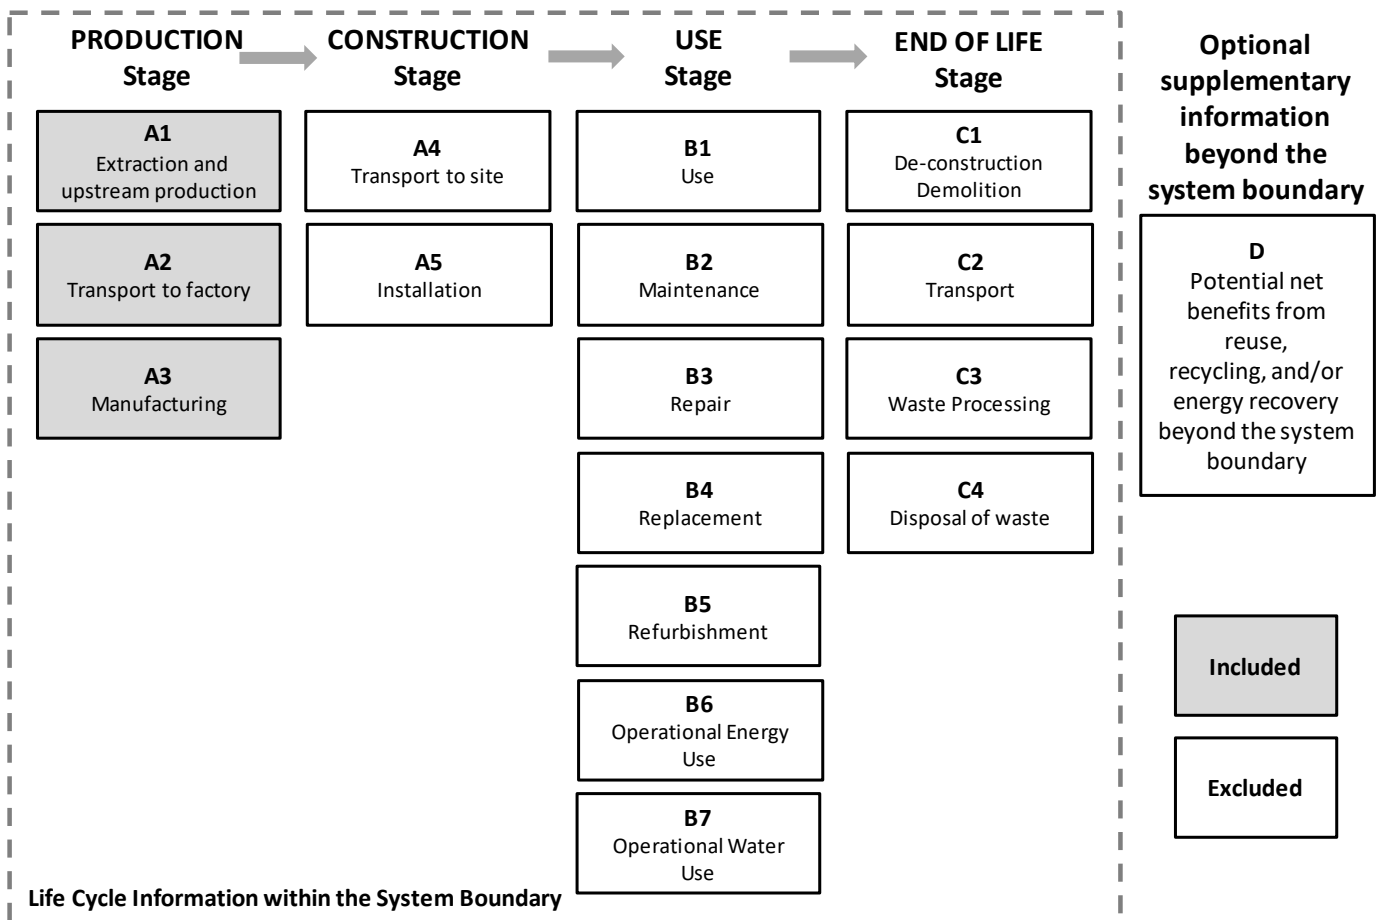 PRODUCTION
Stage
CONSTRUCTION
Stage
USE
Stage
END OF LIFE
Stage
Optional
supplementary
information
beyond the
system boundary
A1
Extraction and
upstream production
A2
Transport to factory
A3
Manufacturing
A4
Transport to site
A5
Installation
B1
Use
B2
Maintenance
B3
Repair
B4
Replacement
B5
Refurbishment
B6
Operational Energy
Use
B7
Operational Water
Use
C1
De-construction
Demolition
C2
Transport
C3
Waste Processing
C4
Disposal of waste
D
Potential net
benefits from
reuse,
recycling, and/or
energy recovery
beyond the system
boundary
Included
Excluded
Life Cycle Information within the System Boundary